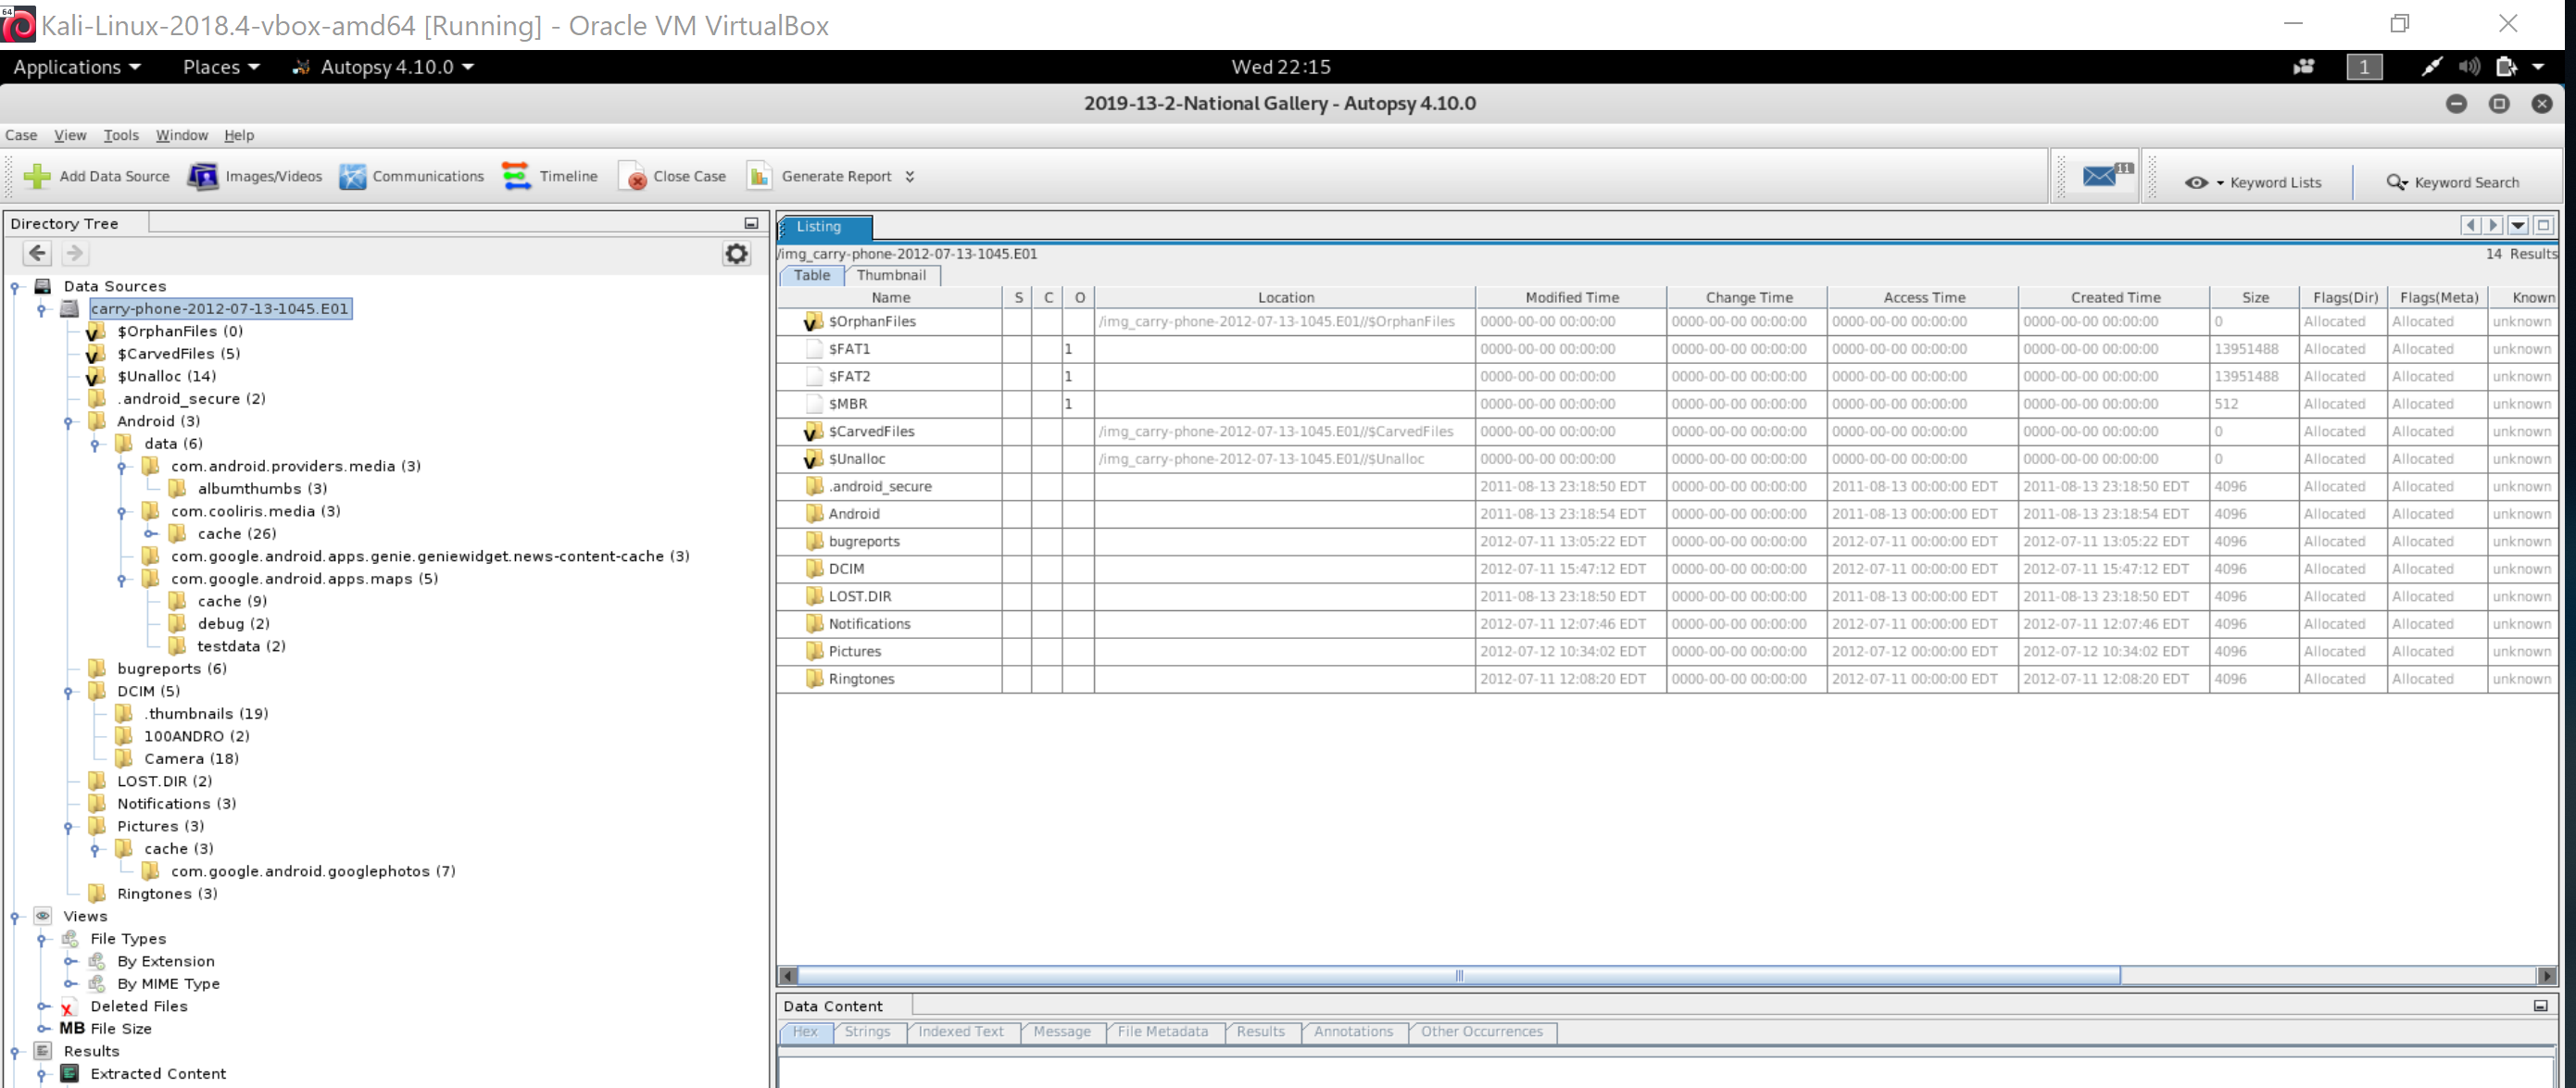 64
Kali-Linux-2018.4-vbox-amd64 [Running] - Oracle VM VirtualBox
Applications Places Autopsy 4.10.0 Wed 22:15 1
2019-13-2-National Gallery - Autopsy 4.10.0
Case View Tools Window Help
Add Data Source Images/Videos Communications Timeline Close Case Generate Report 11 Keyword Lists Keyword Search
Directory Tree
Data Sources
carry-phone-2012-07-13-1045.E01
$OrphanFiles (0)
$CarvedFiles (5)
$Unalloc (14)
.android_secure (2)
Android (3)
data (6)
com.android.providers.media (3)
albumthumbs (3)
com.cooliris.media (3)
cache (26)
com.google.android.apps.genie.geniewidget.news-content-cache (3)
com.google.android.apps.maps (5)
cache (9)
debug (2)
testdata (2)
bugreports (6)
DCIM (5)
.thumbnails (19)
100ANDRO (2)
Camera (18)
LOST.DIR (2)
Notifications (3)
Pictures (3)
cache (3)
com.google.android.googlephotos (7)
Ringtones (3)
Views
File Types
By Extension
By MIME Type
Deleted Files
MB File Size
Results
Extracted Content
Listing
/img_carry-phone-2012-07-13-1045.E01 14 Results
Table Thumbnail
Name S C O Location Modified Time Change Time Access Time Created Time Size Flags(Dir) Flags(Meta) Known
$OrphanFiles /img_carry-phone-2012-07-13-1045.E01//$OrphanFiles 0000-00-00 00:00:00 0000-00-00 00:00:00 0000-00-00 00:00:00 0000-00-00 00:00:00 0 Allocated Allocated unknown
$FAT1 1 0000-00-00 00:00:00 0000-00-00 00:00:00 0000-00-00 00:00:00 0000-00-00 00:00:00 13951488 Allocated Allocated unknown
$FAT2 1 0000-00-00 00:00:00 0000-00-00 00:00:00 0000-00-00 00:00:00 0000-00-00 00:00:00 13951488 Allocated Allocated unknown
$MBR 1 0000-00-00 00:00:00 0000-00-00 00:00:00 0000-00-00 00:00:00 0000-00-00 00:00:00 512 Allocated Allocated unknown
$CarvedFiles /img_carry-phone-2012-07-13-1045.E01//$CarvedFiles 0000-00-00 00:00:00 0000-00-00 00:00:00 0000-00-00 00:00:00 0000-00-00 00:00:00 0 Allocated Allocated unknown
$Unalloc /img_carry-phone-2012-07-13-1045.E01//$Unalloc 0000-00-00 00:00:00 0000-00-00 00:00:00 0000-00-00 00:00:00 0000-00-00 00:00:00 0 Allocated Allocated unknown
.android_secure 2011-08-13 23:18:50 EDT 0000-00-00 00:00:00 2011-08-13 00:00:00 EDT 2011-08-13 23:18:50 EDT 4096 Allocated Allocated unknown
Android 2011-08-13 23:18:54 EDT 0000-00-00 00:00:00 2011-08-13 00:00:00 EDT 2011-08-13 23:18:54 EDT 4096 Allocated Allocated unknown
bugreports 2012-07-11 13:05:22 EDT 0000-00-00 00:00:00 2012-07-11 00:00:00 EDT 2012-07-11 13:05:22 EDT 4096 Allocated Allocated unknown
DCIM 2012-07-11 15:47:12 EDT 0000-00-00 00:00:00 2012-07-11 00:00:00 EDT 2012-07-11 15:47:12 EDT 4096 Allocated Allocated unknown
LOST.DIR 2011-08-13 23:18:50 EDT 0000-00-00 00:00:00 2011-08-13 00:00:00 EDT 2011-08-13 23:18:50 EDT 4096 Allocated Allocated unknown
Notifications 2012-07-11 12:07:46 EDT 0000-00-00 00:00:00 2012-07-11 00:00:00 EDT 2012-07-11 12:07:46 EDT 4096 Allocated Allocated unknown
Pictures 2012-07-12 10:34:02 EDT 0000-00-00 00:00:00 2012-07-12 00:00:00 EDT 2012-07-12 10:34:02 EDT 4096 Allocated Allocated unknown
Ringtones 2012-07-11 12:08:20 EDT 0000-00-00 00:00:00 2012-07-11 00:00:00 EDT 2012-07-11 12:08:20 EDT 4096 Allocated Allocated unknown
Data Content
Hex Strings Indexed Text Message File Metadata Results Annotations Other Occurrences